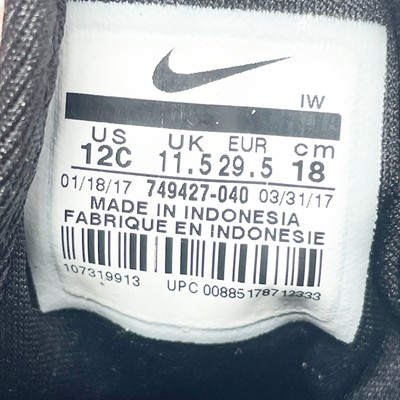 IW
US UK EUR cm
12C 11.5 29.5 18
01/18/17 749427-040 03/31/17
MADE IN INDONESIA
FABRIQUE EN INDONESIE
107319913 UPC 00885178712333